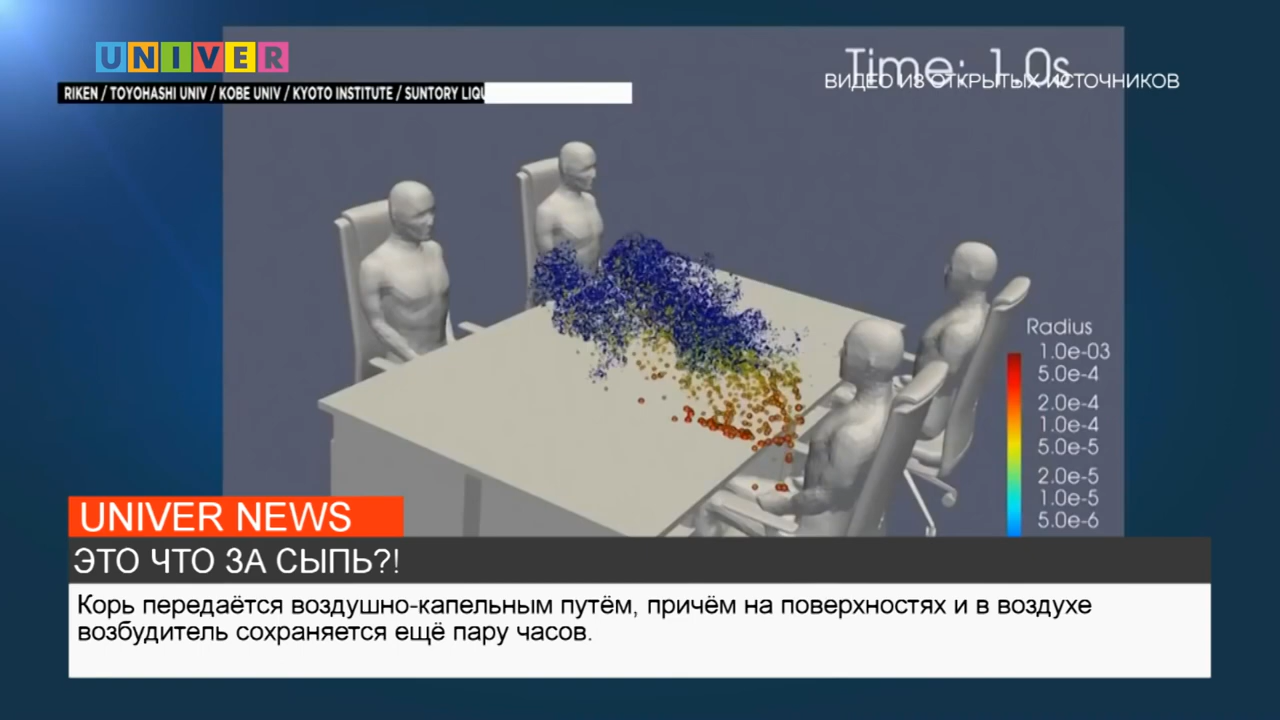 UNIVER
RIKEN / TOYOHASHI UNIV / KOBE UNIV / KYOTO INSTITUTE / SUNTORY
Time: 1.0s
ВИДЕО ИЗ ОТКРЫТЫХ ИСТОЧНИКОВ
Radius
1.0e-03
5.0e-4
2.0e-4
1.0e-4
5.0e-5
2.0e-5
1.0e-5
5.0e-6
UNIVER NEWS
ЭТО ЧТО ЗА СЫПЬ?!
Корь передаётся воздушно-капельным путём, причём на поверхностях и в воздухе
возбудитель сохраняется ещё пару часов.